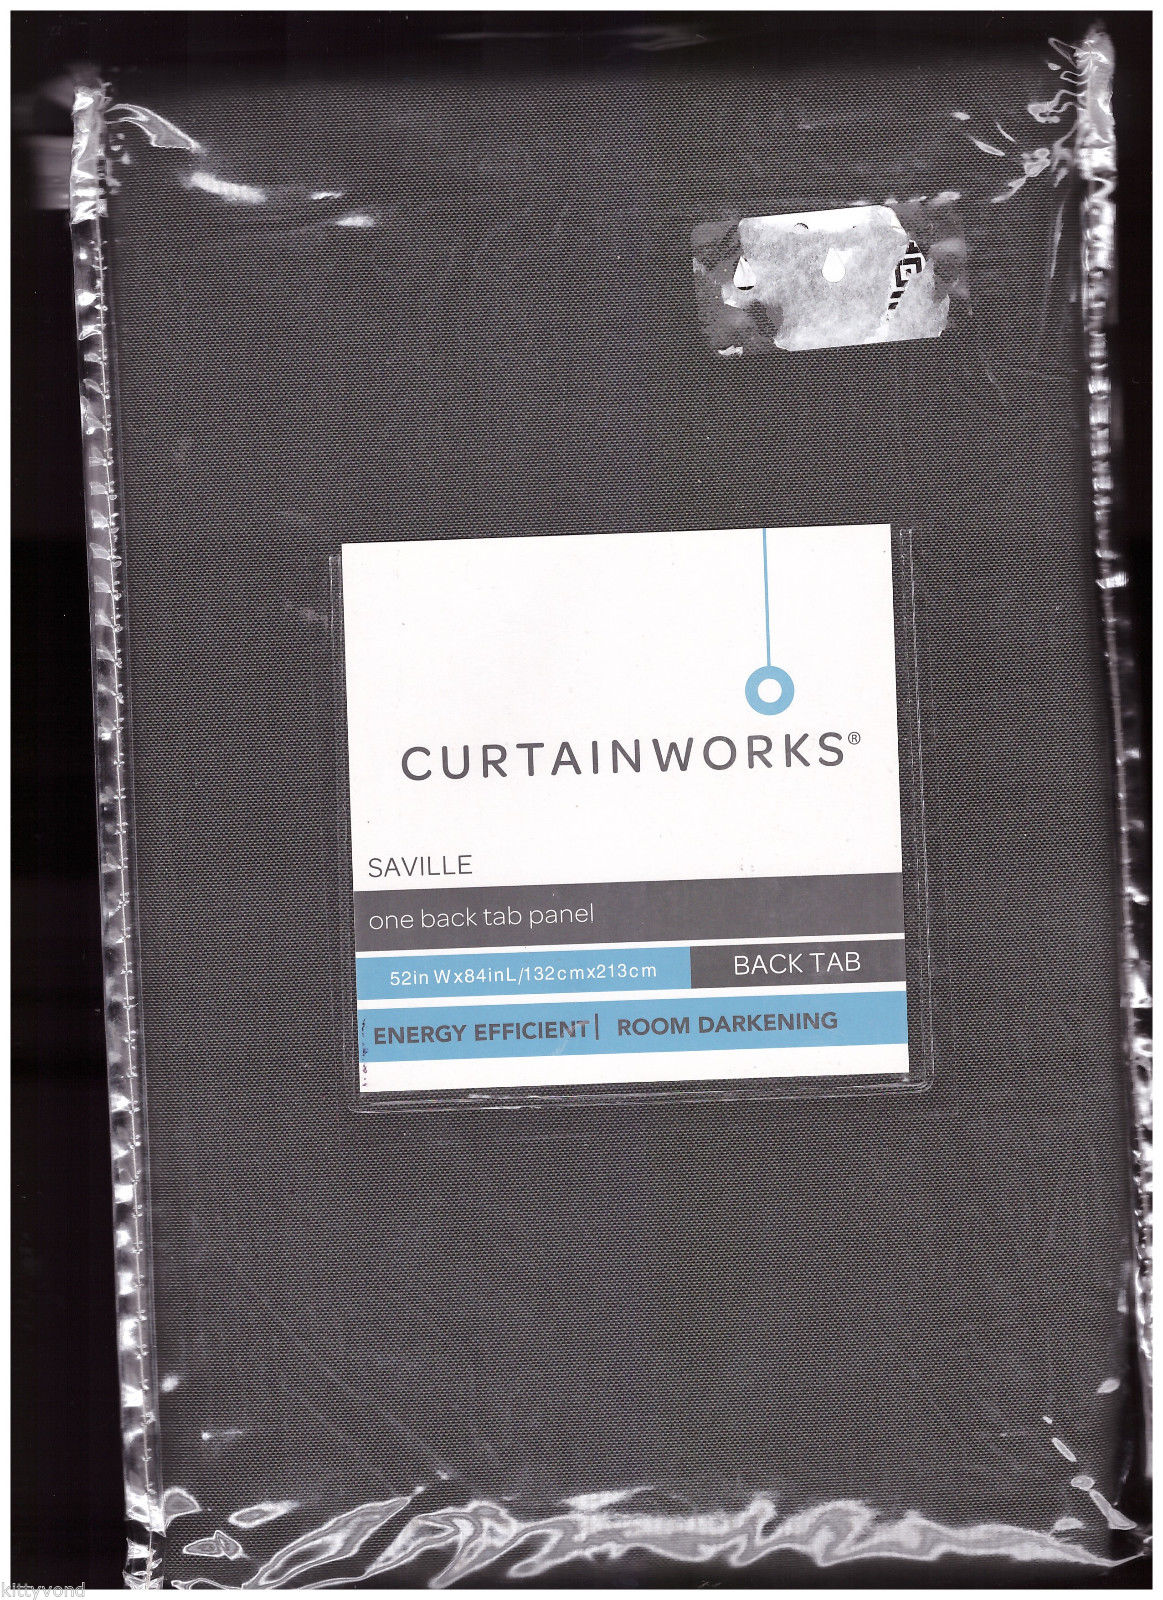 CURTAINWORKS®
SAVILLE
one back tab panel
52in Wx84inL/132cmx213cm
BACK TAB
ENERGY EFFICIENT| ROOM DARKENING
kittyvond